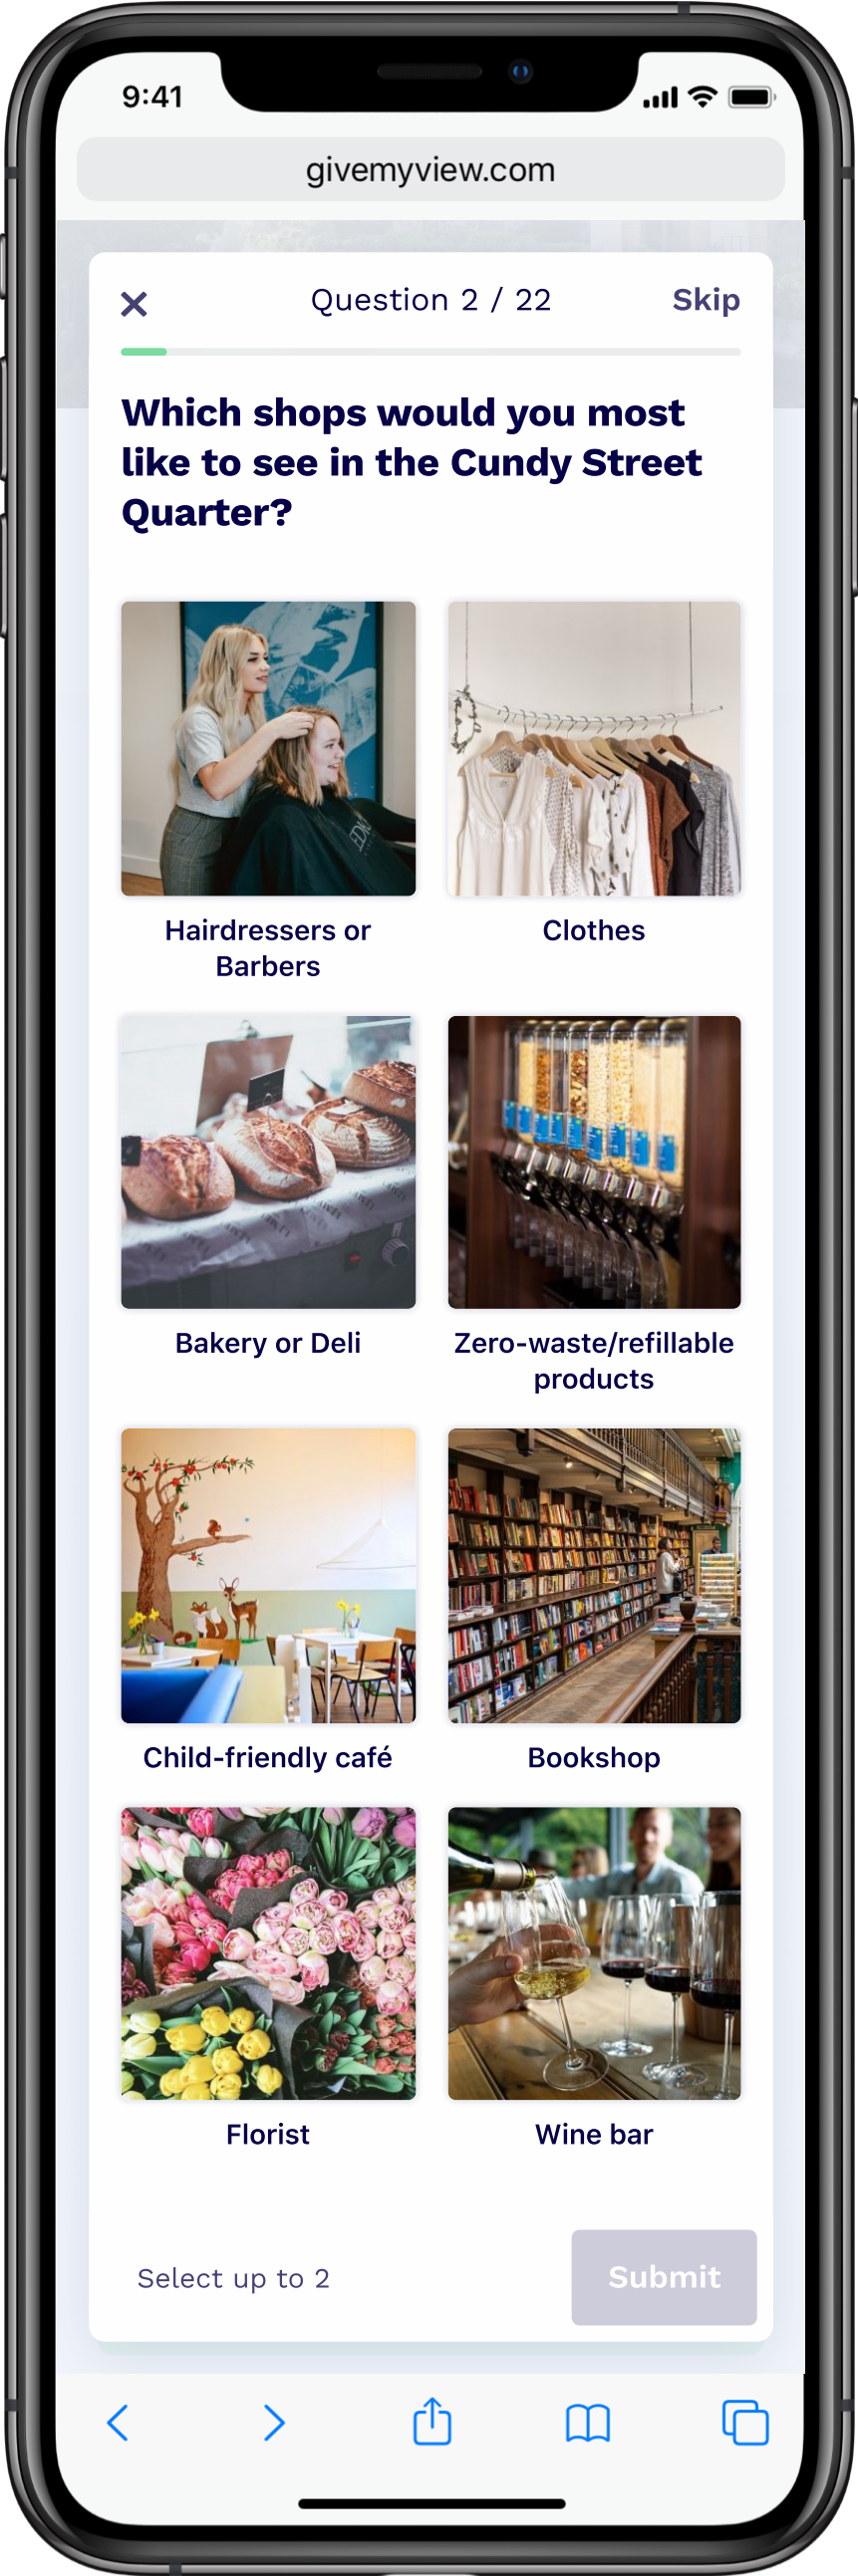 9:41
givemyview.com
Question 2 / 22
Skip
Which shops would you most
like to see in the Cundy Street
Quarter?
Hairdressers or
Barbers
Clothes
Bakery or Deli
Zero-waste/refillable
products
Child-friendly café
Bookshop
Florist
Wine bar
Select up to 2
Submit